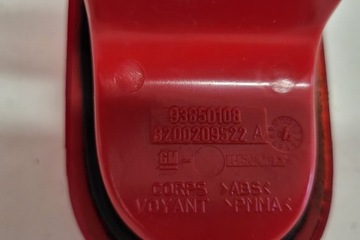 93850108
8200209522 A
GM -
CORPS >ABS<
VOYANT >PMMA<